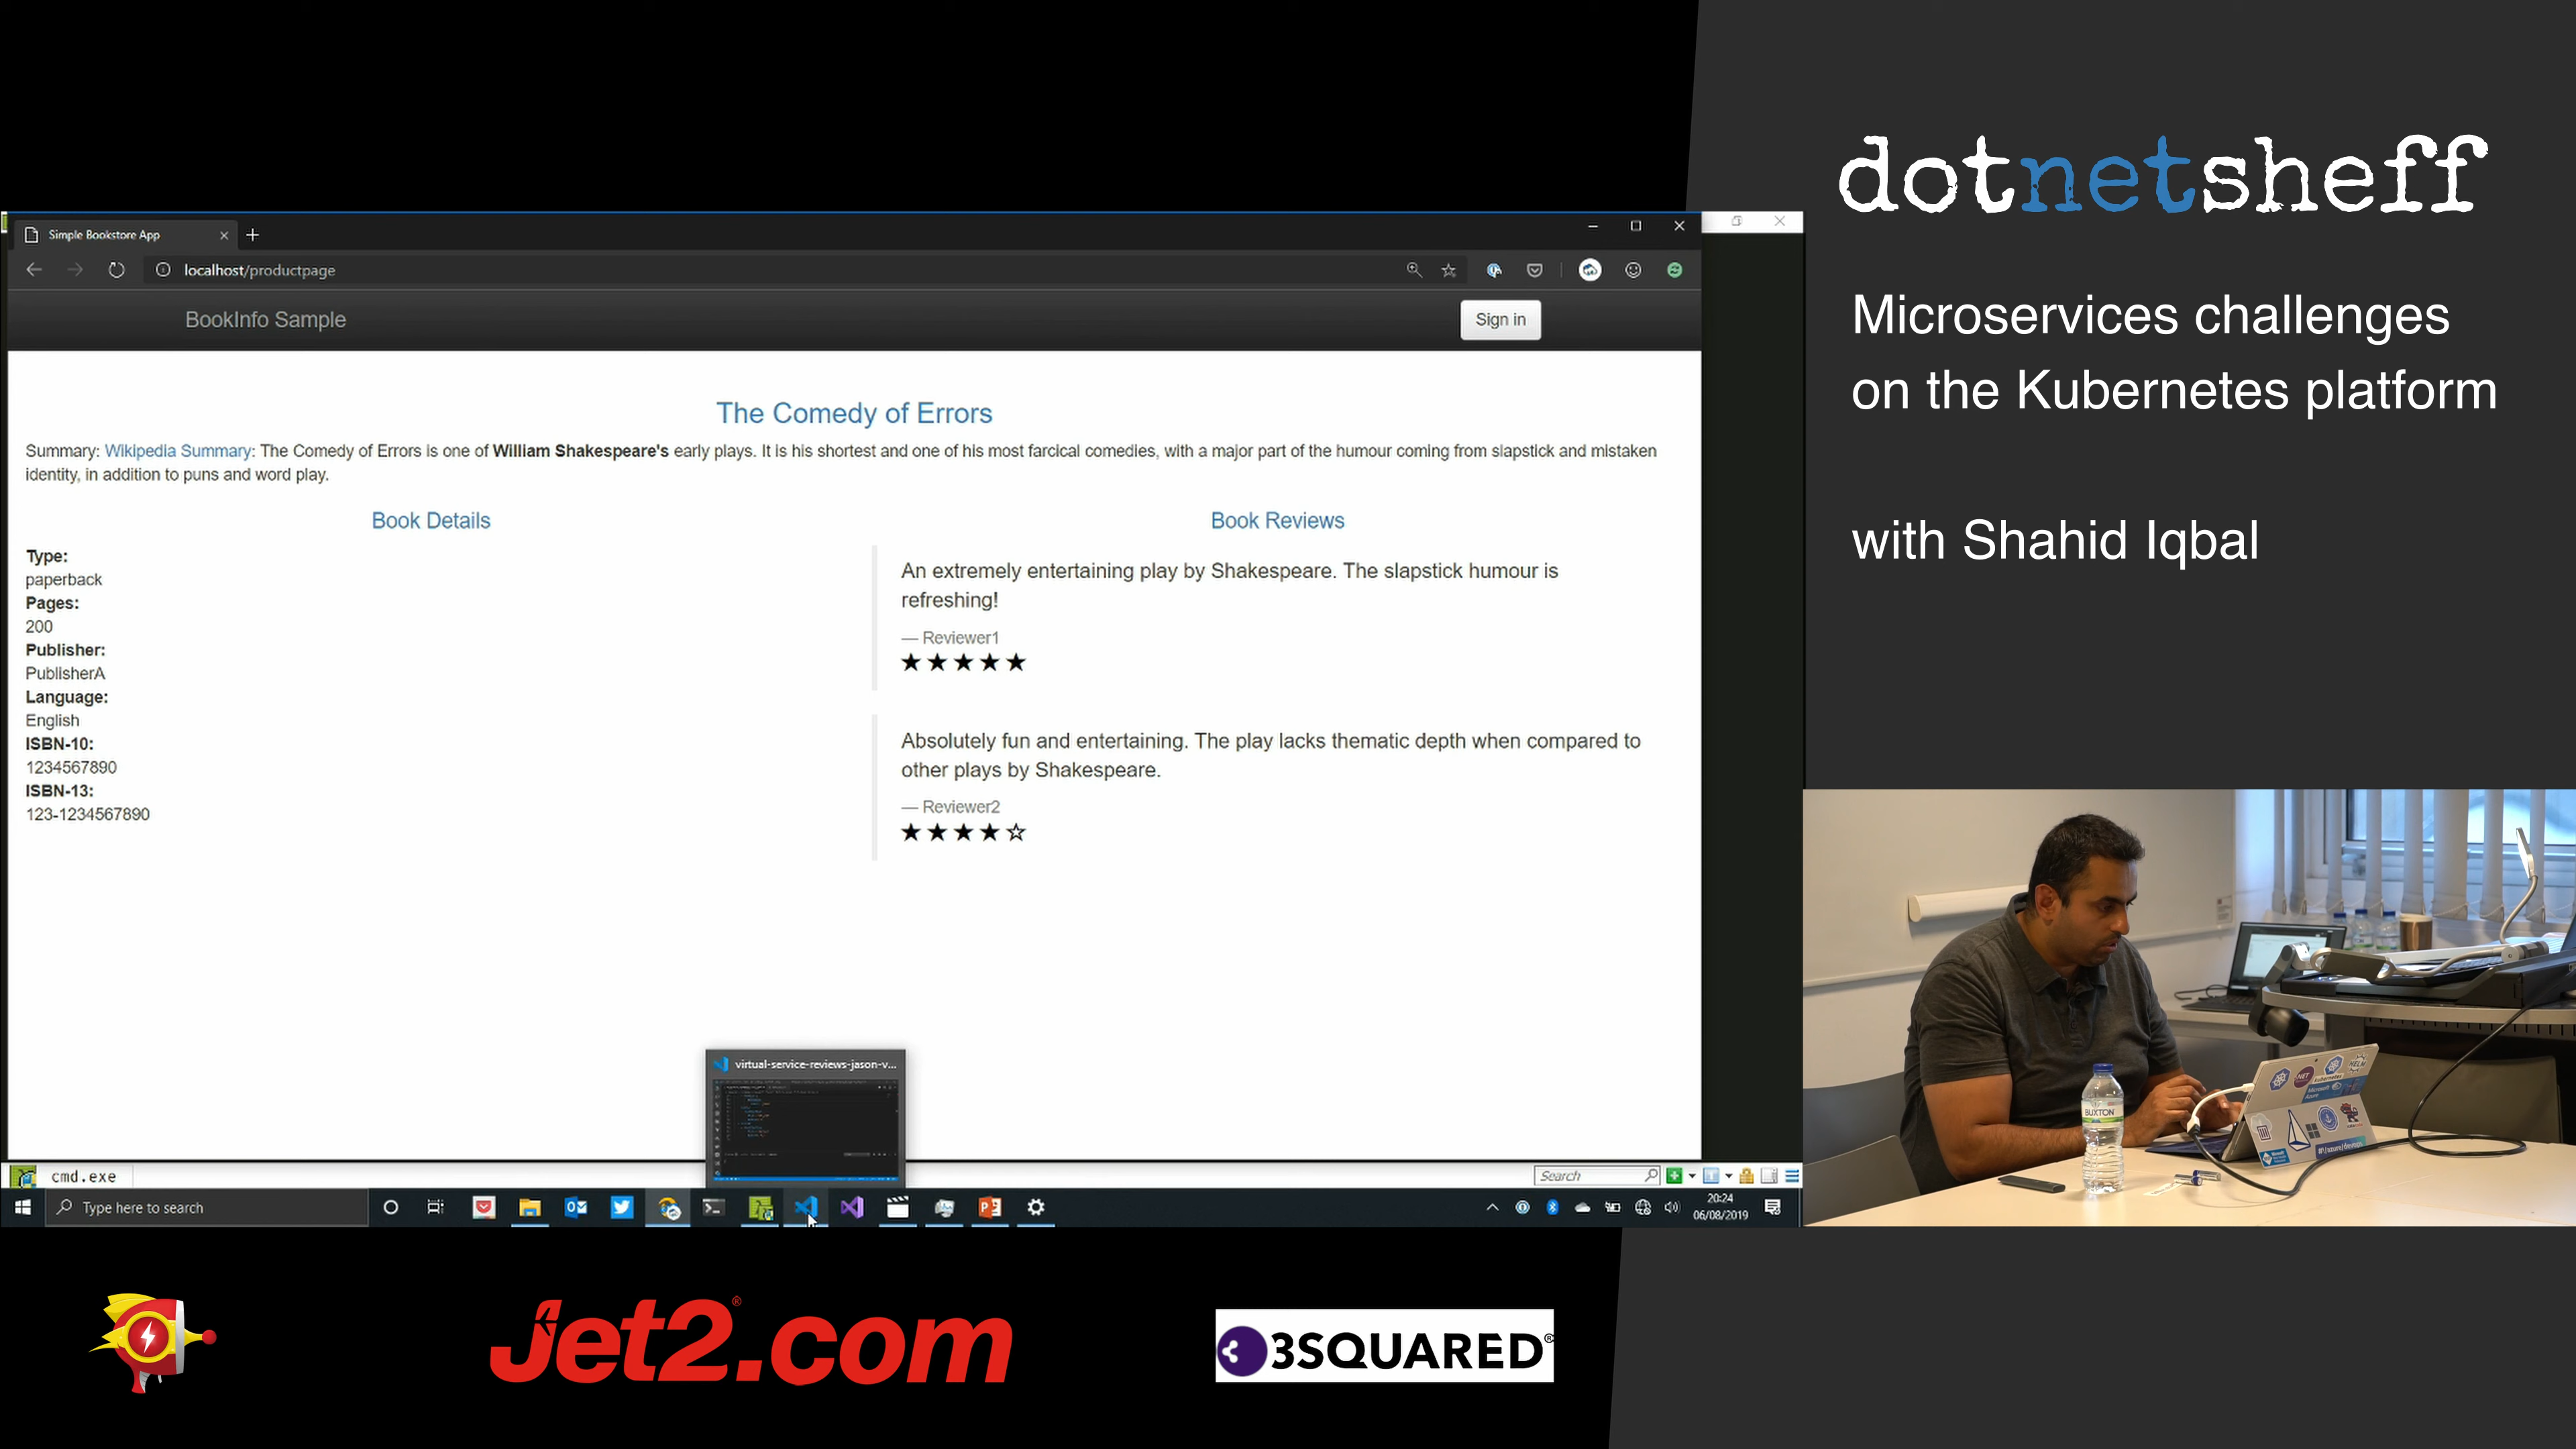 dotnetsheff
Microservices challenges
on the Kubernetes platform
with Shahid Iqbal
Simple Bookstore App
localhost/productpage
BookInfo Sample
Sign in
The Comedy of Errors
Summary: Wikipedia Summary: The Comedy of Errors is one of William Shakespeare's early plays. It is his shortest and one of his most farcical comedies, with a major part of the humour coming from slapstick and mistaken
identity, in addition to puns and word play.
Book Details
Type:
paperback
Pages:
200
Publisher:
PublisherA
Language:
English
ISBN-10:
1234567890
ISBN-13:
123-1234567890
Book Reviews
An extremely entertaining play by Shakespeare. The slapstick humour is
refreshing!
— Reviewer1
Absolutely fun and entertaining. The play lacks thematic depth when compared to
other plays by Shakespeare.
— Reviewer2
virtual-service-reviews-jason-v...
cmd.exe
Search
Type here to search
20:24
06/08/2019
BUXTON
.NET
HELM
Jet2.com®
3SQUARED®